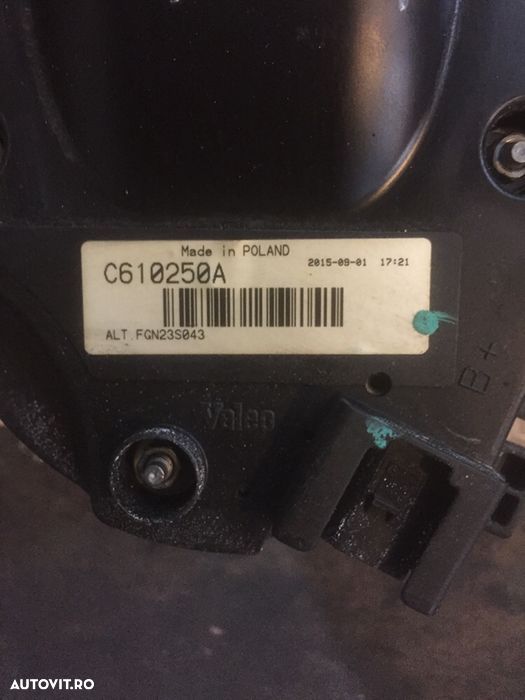 Made in POLAND
2015-09-01 17:21
C610250A
ALT.FGN23S043
B+
Valeo
AUTOVIT.RO